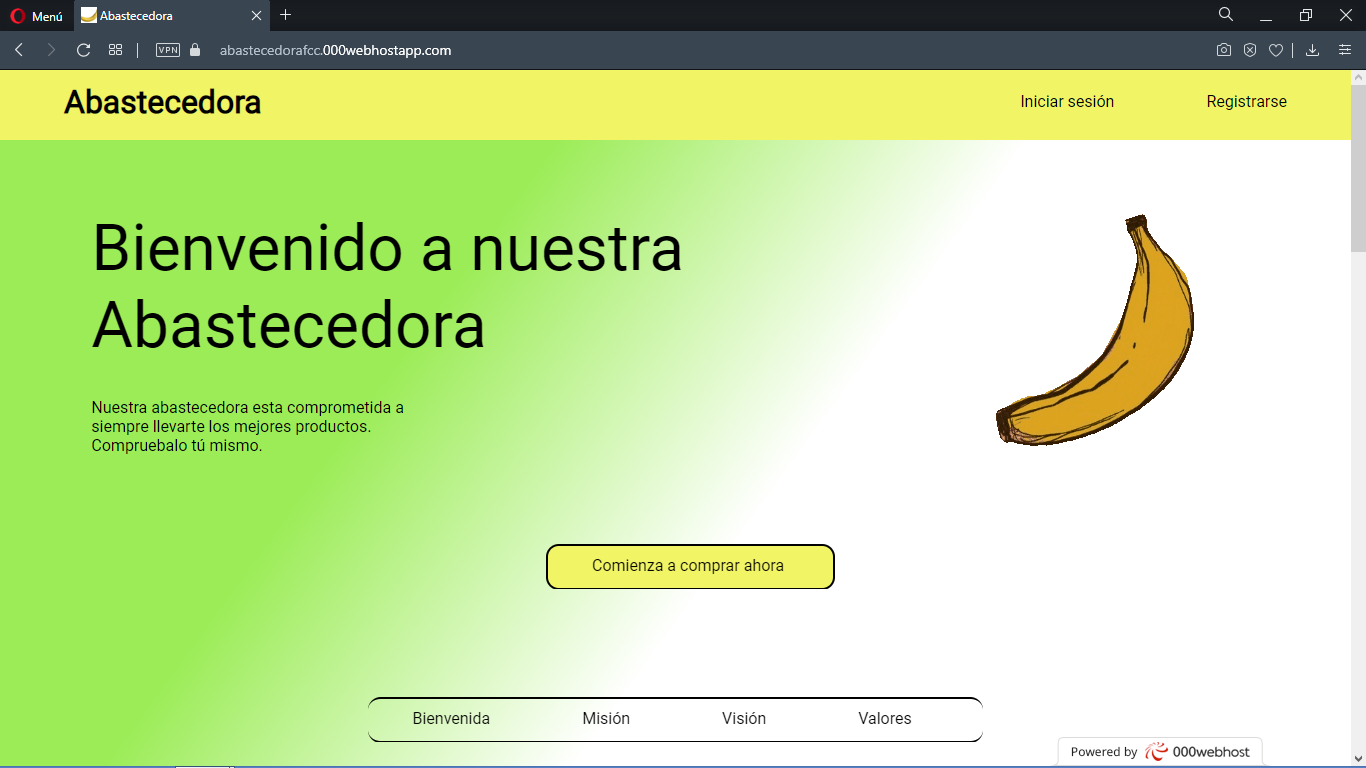 Menú
Abastecedora
VPN
abastecedorafcc.000webhostapp.com
Abastecedora
Iniciar sesión
Registrarse
Bienvenido a nuestra
Abastecedora
Nuestra abastecedora esta comprometida a
siempre llevarte los mejores productos.
Compruebalo tú mismo.
Comienza a comprar ahora
Bienvenida
Misión
Visión
Valores
Powered by 000webhost